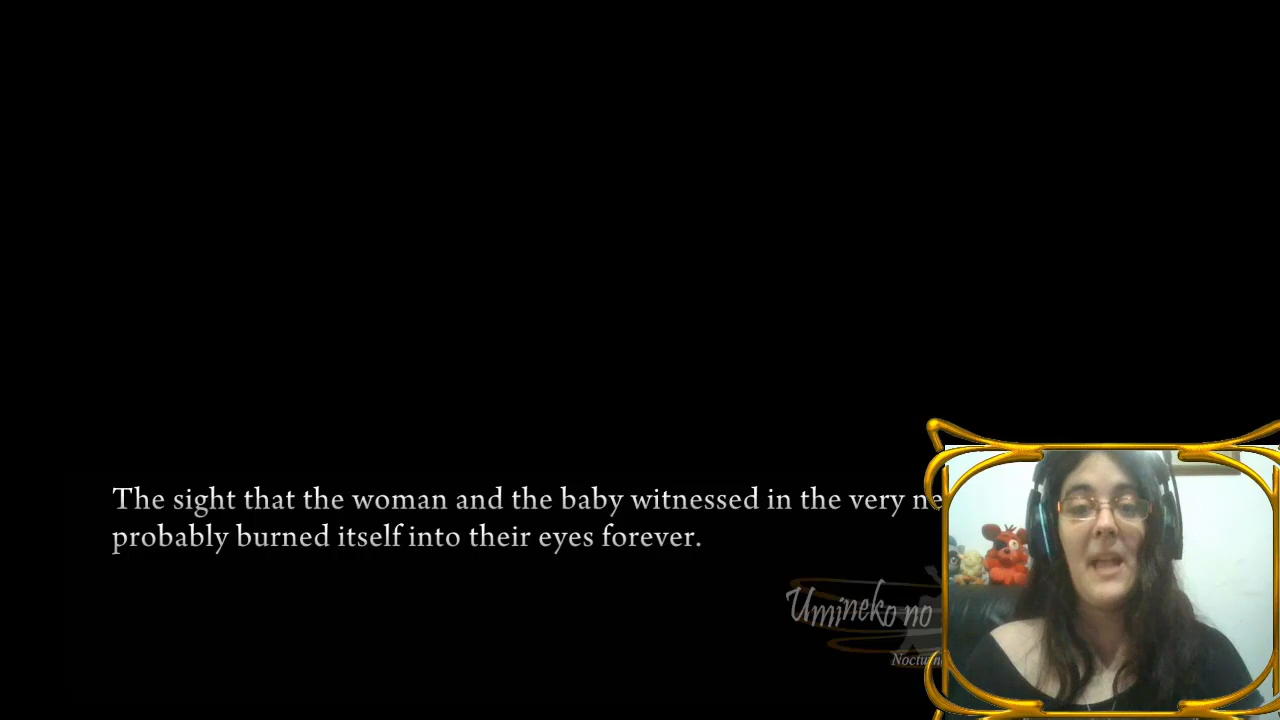 The sight that the woman and the baby witnessed in the very
probably burned itself into their eyes forever.
Umineko no